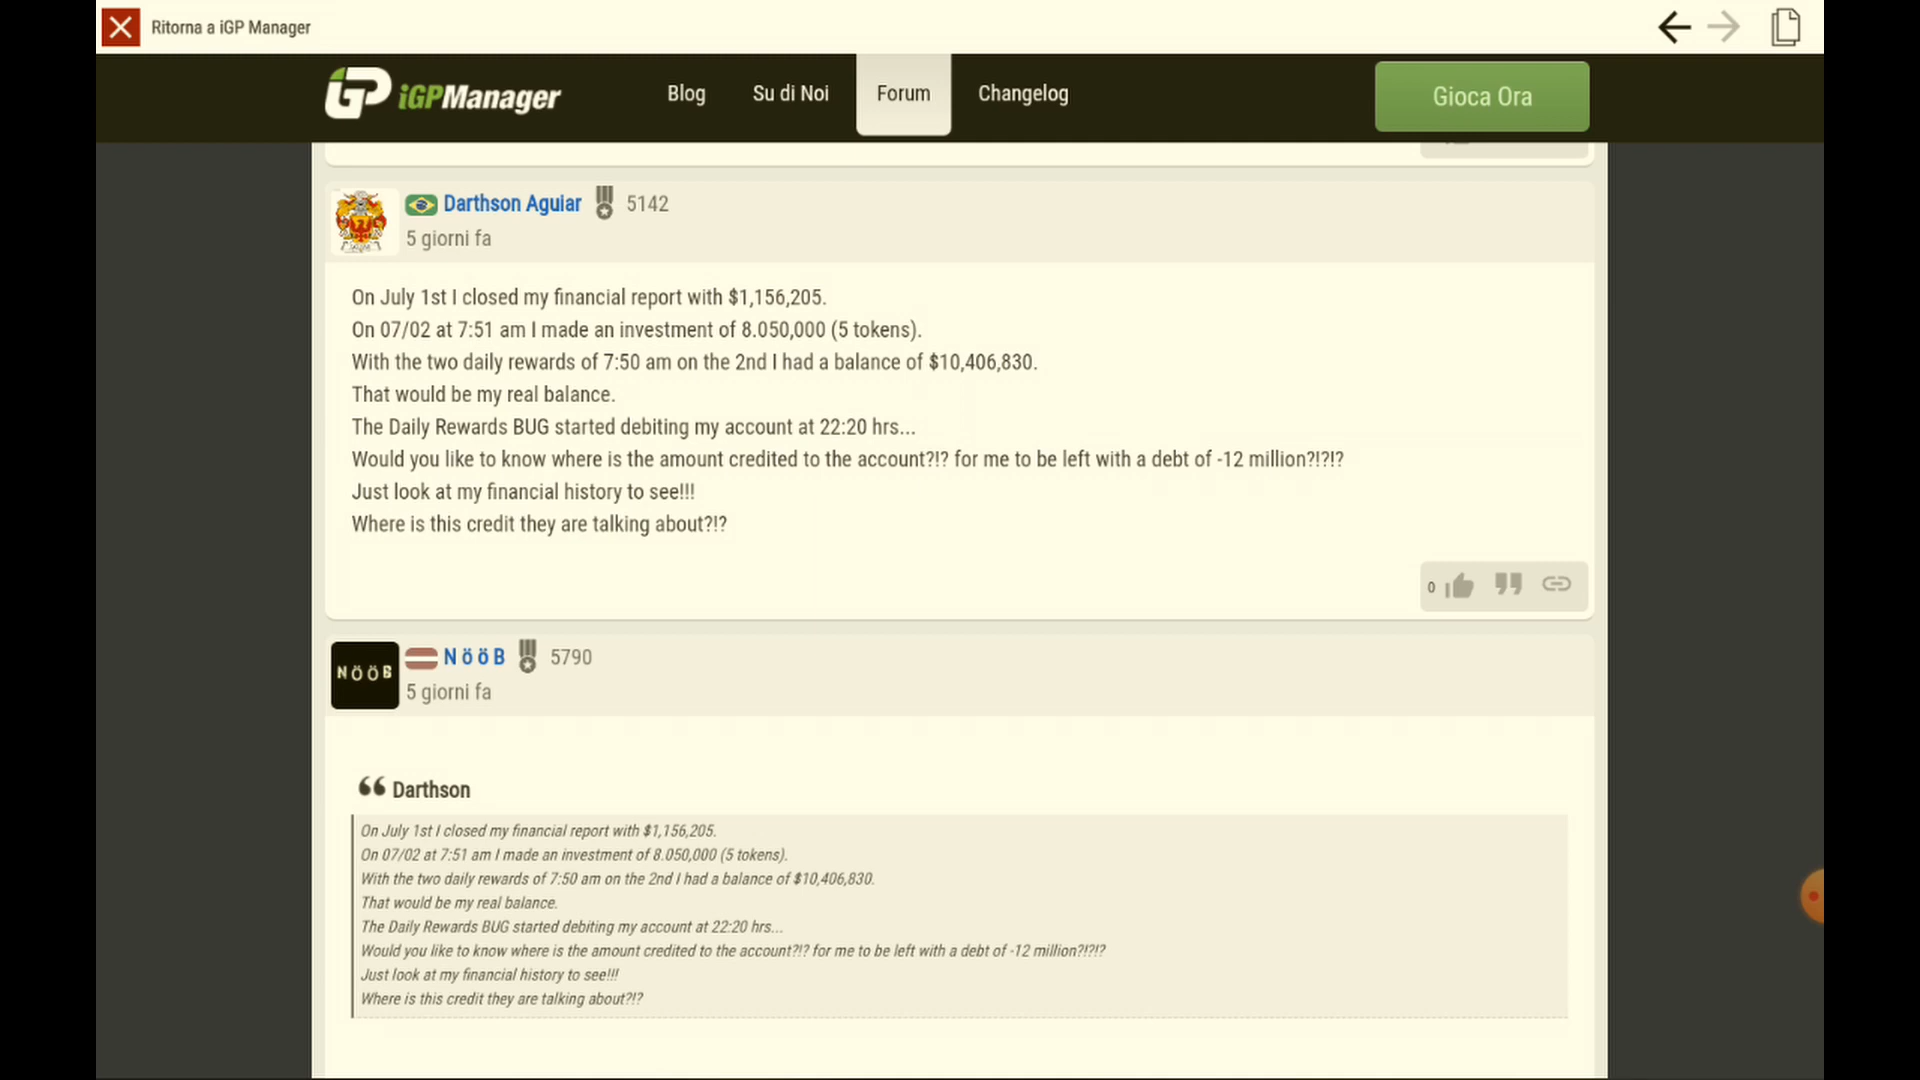 Ritorna a iGP Manager
iGPManager
Blog
Su di Noi
Forum
Changelog
Gioca Ora
Darthson Aguiar 5142
5 giorni fa
On July 1st I closed my financial report with $1,156,205.
On 07/02 at 7:51 am I made an investment of 8.050,000 (5 tokens).
With the two daily rewards of 7:50 am on the 2nd I had a balance of $10,406,830.
That would be my real balance.
The Daily Rewards BUG started debiting my account at 22:20 hrs...
Would you like to know where is the amount credited to the account?!? for me to be left with a debt of -12 million?!?!?
Just look at my financial history to see!!!
Where is this credit they are talking about?!?
0
NÖÖB
N ö ö B 5790
5 giorni fa
Darthson
On July 1st I closed my financial report with $1,156,205.
On 07/02 at 7:51 am I made an investment of 8.050,000 (5 tokens).
With the two daily rewards of 7:50 am on the 2nd I had a balance of $10,406,830.
That would be my real balance.
The Daily Rewards BUG started debiting my account at 22:20 hrs...
Would you like to know where is the amount credited to the account?!? for me to be left with a debt of -12 million?!?!?
Just look at my financial history to see!!!
Where is this credit they are talking about?!?